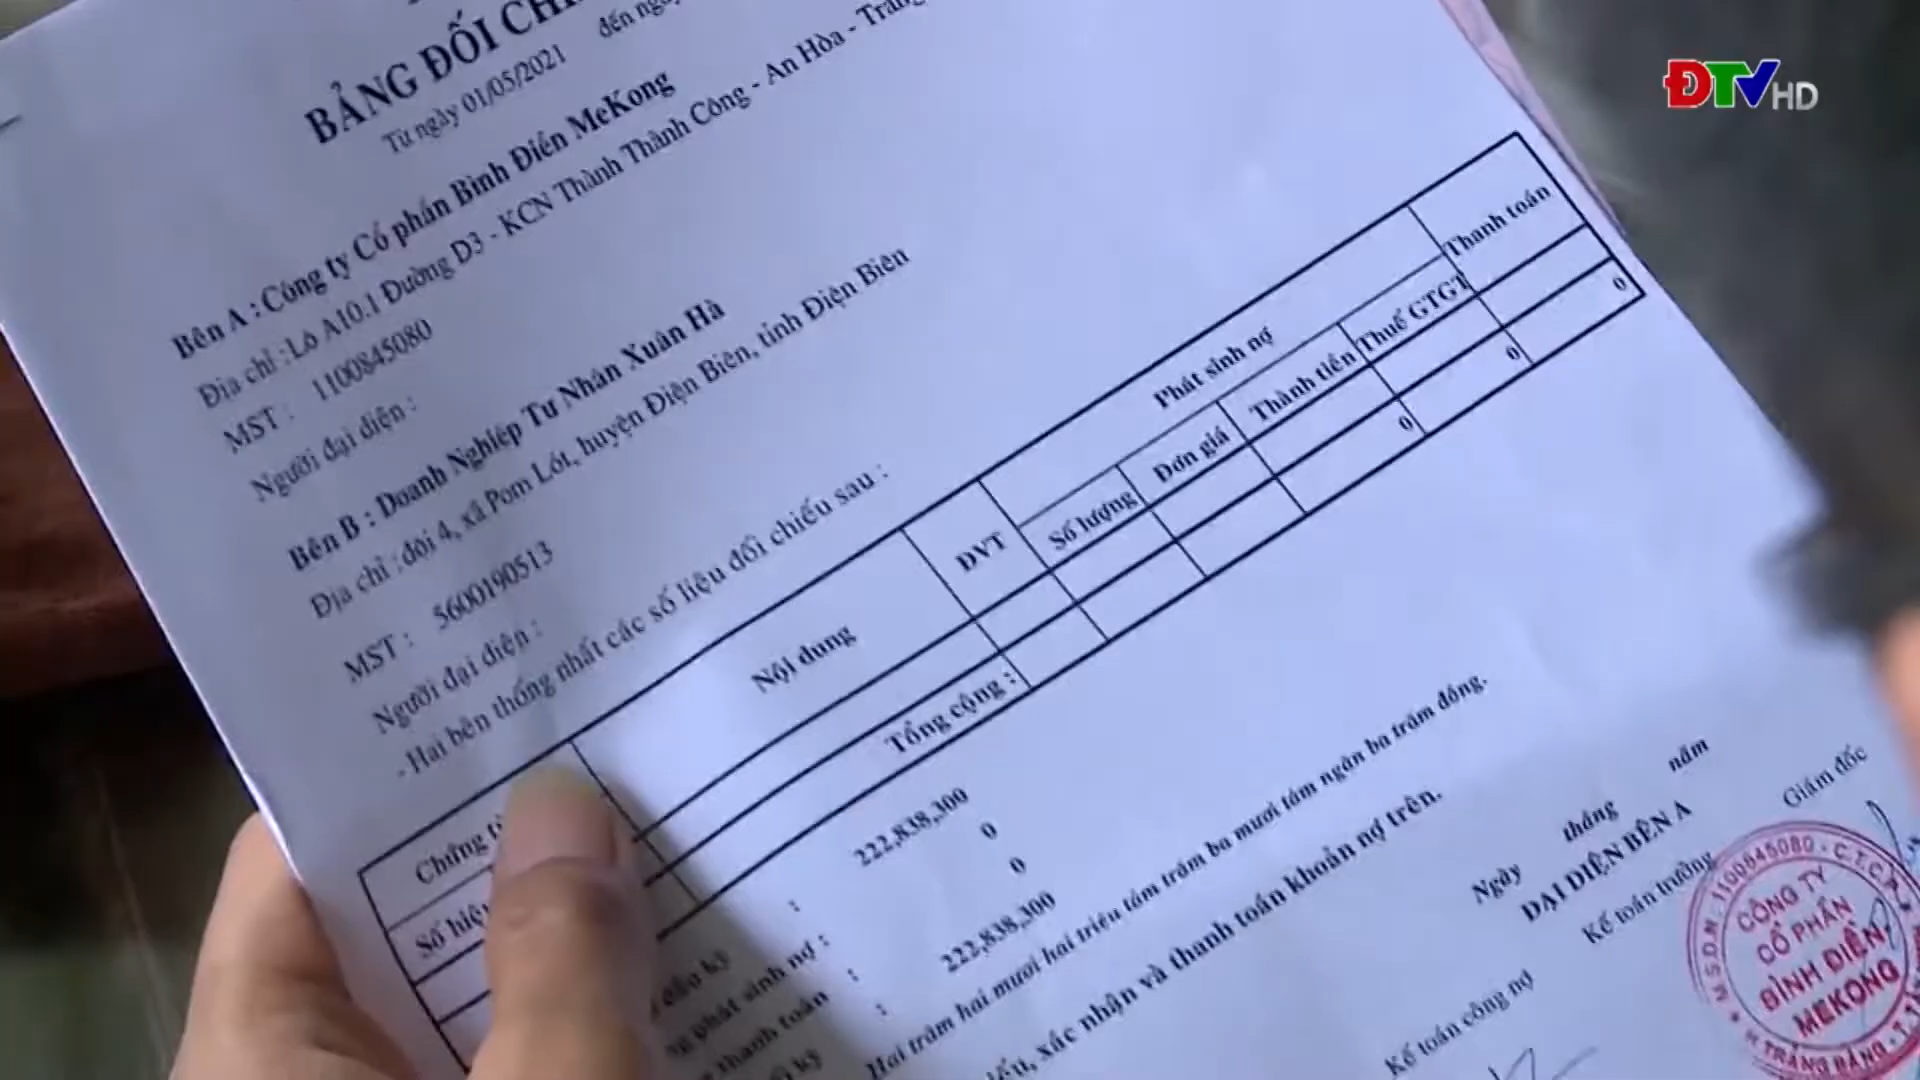 BẢNG ĐỐI
Từ ngày 01/05/2021 đến ngày
Bên A : Công ty Cổ phần Bình Điền MeKong
Địa chỉ : Lô A10.1 Đường D3 - KCN Thành Thành Công - An Hòa - Trảng
MST : 1100845080
Người đại diện :
Bên B : Doanh Nghiệp Tư Nhân Xuân Hà
Địa chỉ : đội 4, xã Pom Lót, huyện Điện Biên, tỉnh Điện Biên
MST : 5600190513
Người đại diện :
- Hai bên thống nhất các số liệu đối chiếu sau :
Chứng
Số hiệu
Nội dung
ĐVT
Phát sinh nợ
Số lượng
Đơn giá
Thành tiền
Thuế GTGT
Thanh toán
Tổng cộng :
0
0
0
: 222,838,300
phát sinh nợ : 0
thanh toán : 0
kỳ : 222,838,300
Hai trăm hai mươi hai triệu tám trăm ba mươi tám ngàn ba trăm đồng.
xác nhận và thanh toán khoản nợ trên.
Ngày tháng năm
ĐẠI DIỆN BÊN A
Kế toán công nợ
Kế toán trưởng
Giám đốc
M.S.D.N: 1100845080 - C.T.C.P
CÔNG TY
CỔ PHẦN
BÌNH ĐIỀN
MEKONG
H. TRẢNG BÀNG - T. TÂY
ĐTV HD